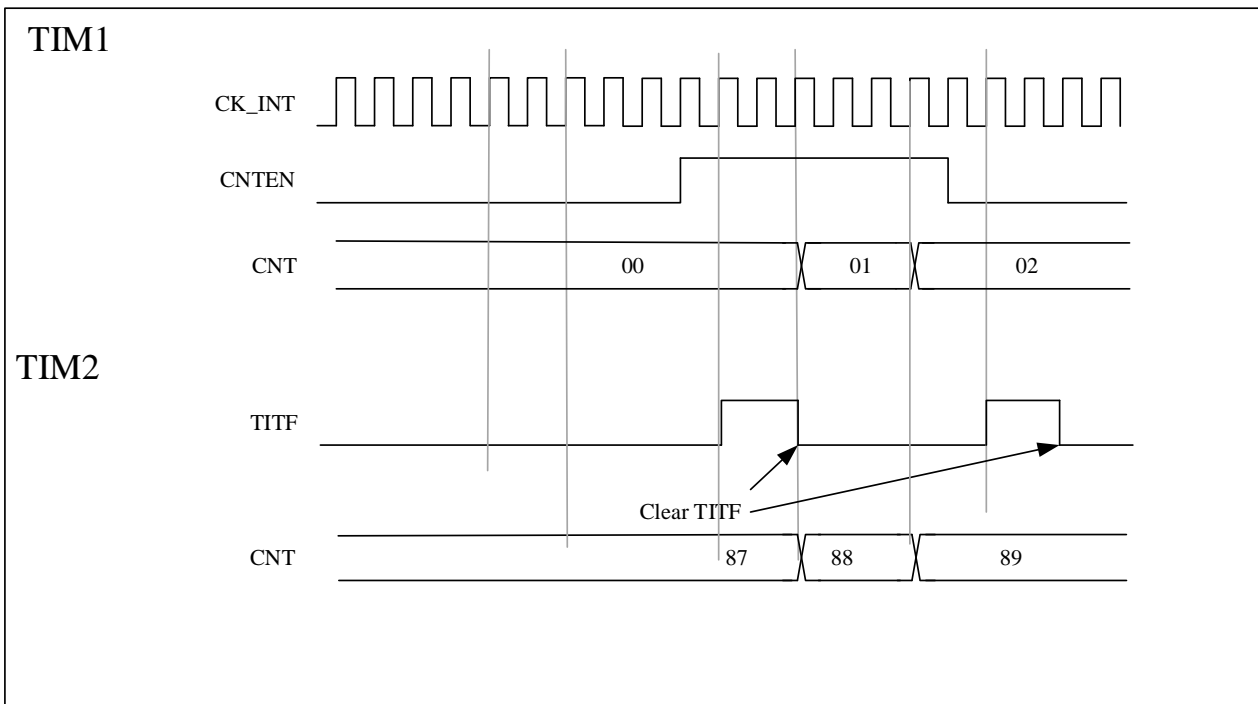 TIM1
CK_INT
CNTEN
CNT
00
01
02
TIM2
TITF
Clear TITF
CNT
87
88
89